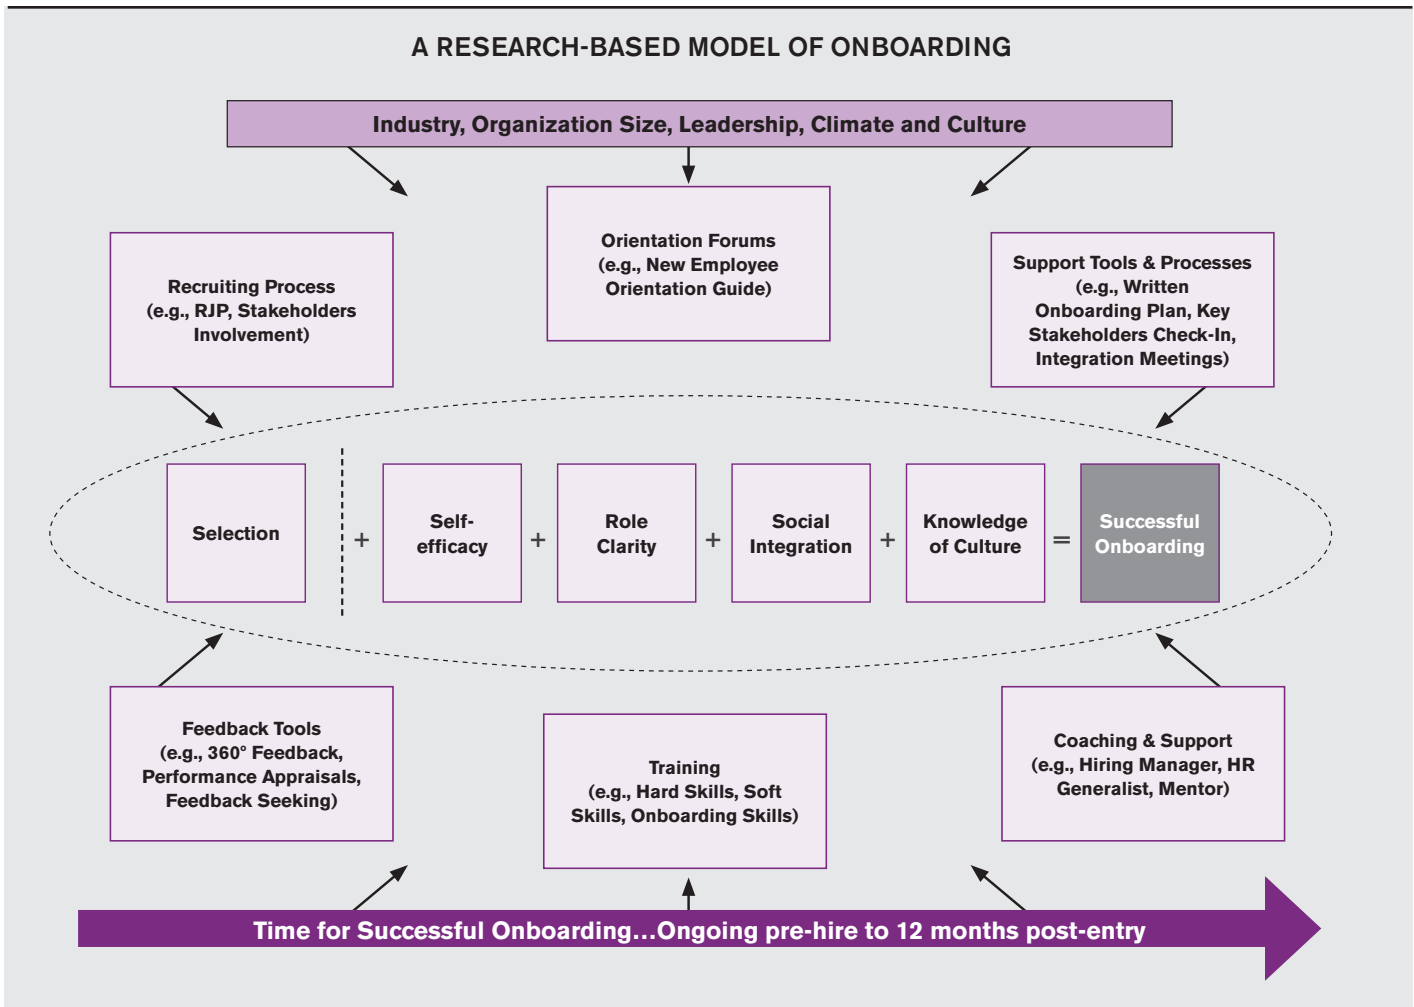 A RESEARCH-BASED MODEL OF ONBOARDING
Industry, Organization Size, Leadership, Climate and Culture
Recruiting Process
(e.g., RJP, Stakeholders
Involvement)
Orientation Forums
(e.g., New Employee
Orientation Guide)
Support Tools & Processes
(e.g., Written
Onboarding Plan, Key
Stakeholders Check-In,
Integration Meetings)
Selection
+
Self-
efficacy
+
Role
Clarity
+
Social
Integration
+
Knowledge
of Culture
=
Successful
Onboarding
Feedback Tools
(e.g., 360° Feedback,
Performance Appraisals,
Feedback Seeking)
Training
(e.g., Hard Skills, Soft
Skills, Onboarding Skills)
Coaching & Support
(e.g., Hiring Manager, HR
Generalist, Mentor)
Time for Successful Onboarding...Ongoing pre-hire to 12 months post-entry